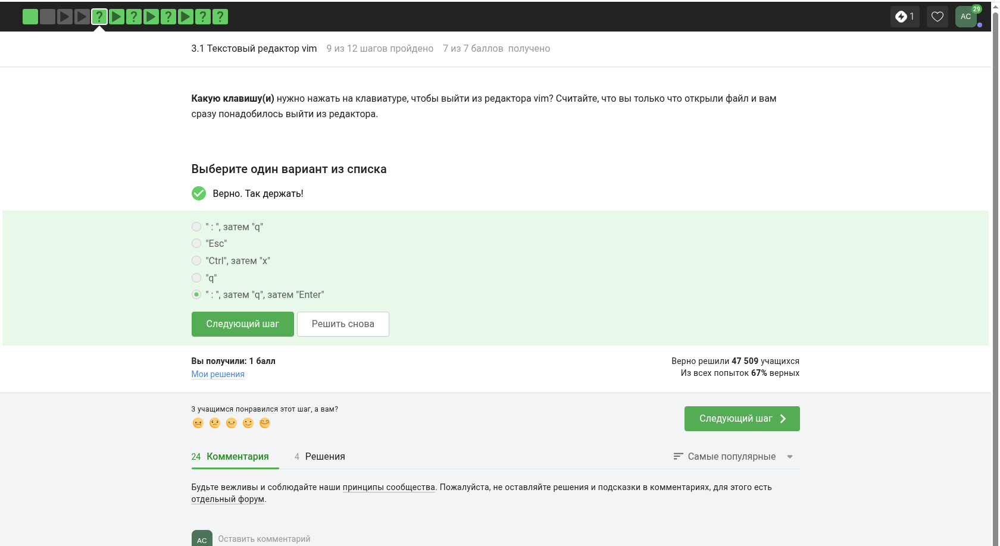 ? ? ? ? ?
1
AC
29
3.1 Текстовый редактор vim 9 из 12 шагов пройдено 7 из 7 баллов получено
Какую клавишу(и) нужно нажать на клавиатуре, чтобы выйти из редактора vim? Считайте, что вы только что открыли файл и вам
сразу понадобилось выйти из редактора.
Выберите один вариант из списка
Верно. Так держать!
" : ", затем "q"
"Esc"
"Ctrl", затем "x"
"q"
" : ", затем "q", затем "Enter"
Следующий шаг Решить снова
Вы получили: 1 балл
Мои решения
Верно решили 47 509 учащихся
Из всех попыток 67% верных
3 учащимся понравился этот шаг, а вам?
Следующий шаг
24 Комментария 4 Решения Самые популярные
Будьте вежливы и соблюдайте наши принципы сообщества. Пожалуйста, не оставляйте решения и подсказки в комментариях, для этого есть
отдельный форум.
AC Оставить комментарий